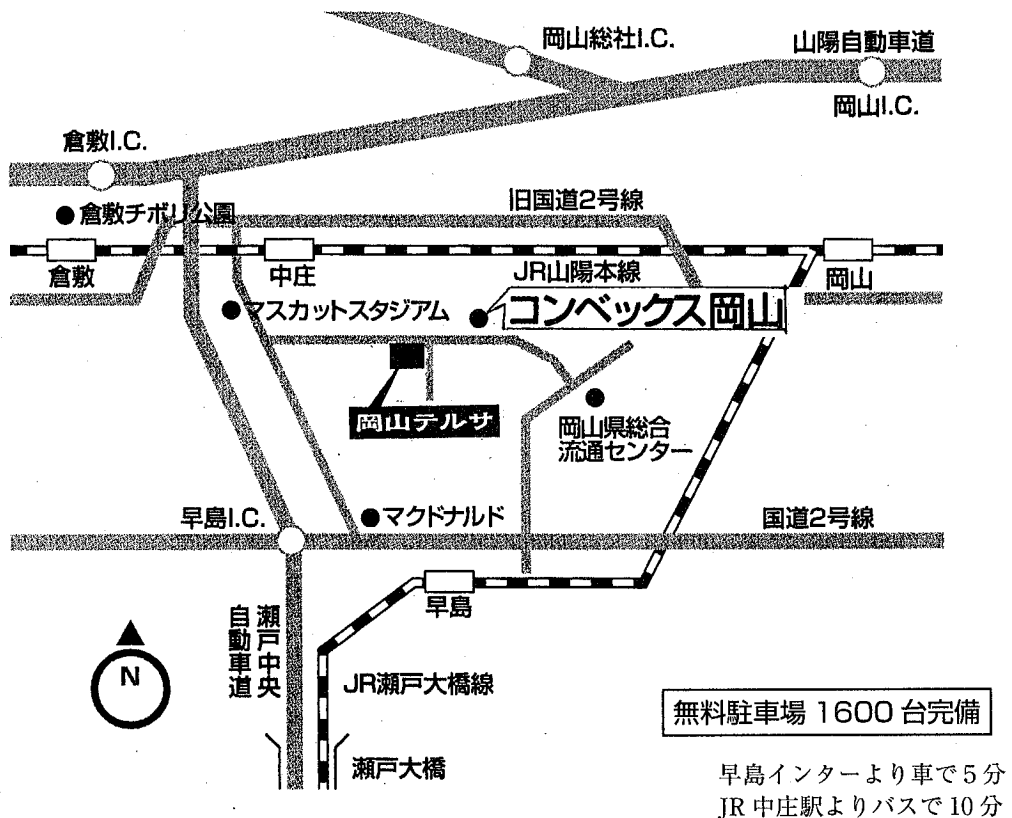 岡山総社I.C.
山陽自動車道
岡山I.C.
倉敷I.C.
旧国道2号線
倉敷チボリ公園
倉敷
中庄
JR山陽本線
岡山
マスカットスタジアム
コンベックス岡山
岡山テルサ
岡山県総合
流通センター
早島I.C.
マクドナルド
国道2号線
早島
瀬戸中央
自動車道
N
JR瀬戸大橋線
無料駐車場 1600 台完備
瀬戸大橋
早島インターより車で5分
JR 中庄駅よりバスで 10 分